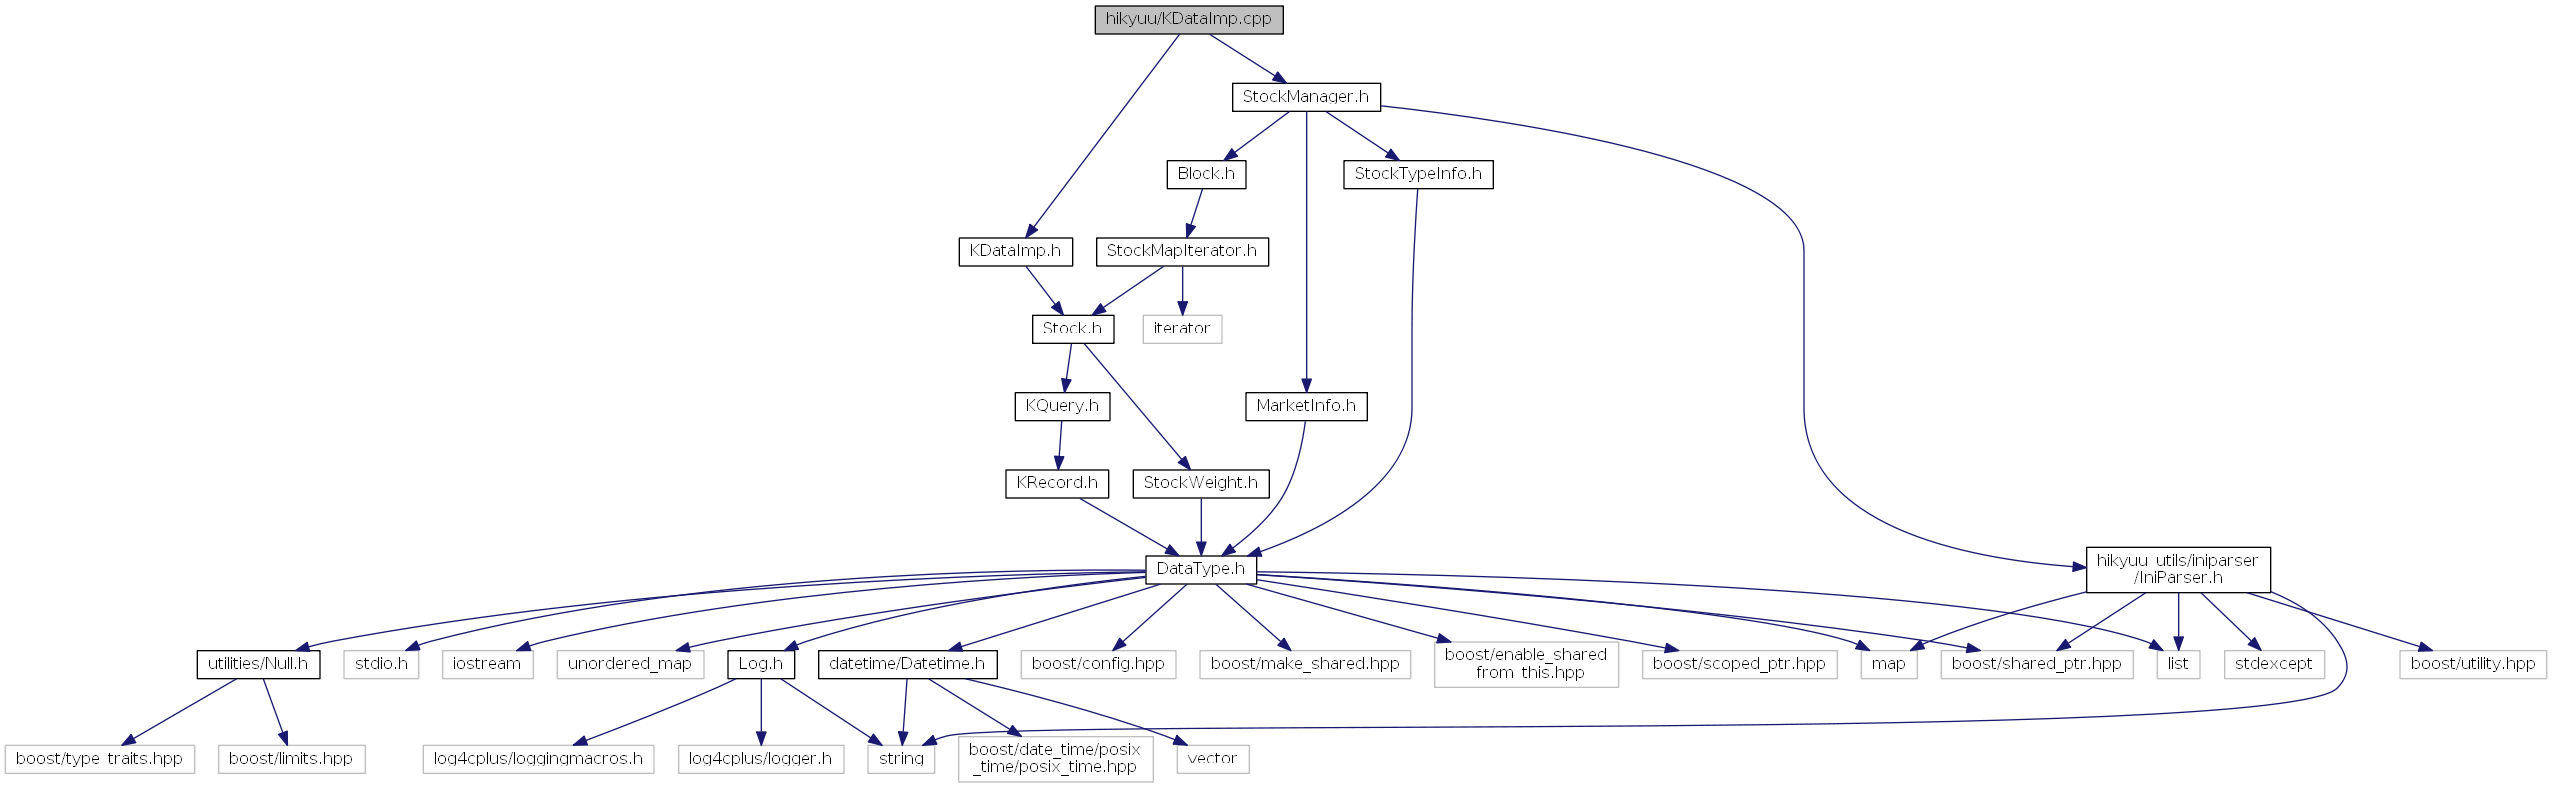 hikyuu/KDataImp.cpp
StockManager.h
Block.h
StockTypeInfo.h
KDataImp.h
StockMapIterator.h
Stock.h
iterator
KQuery.h
MarketInfo.h
KRecord.h
StockWeight.h
DataType.h
hikyuu_utils/iniparser
/IniParser.h
utilities/Null.h
stdio.h
iostream
unordered_map
Log.h
datetime/Datetime.h
boost/config.hpp
boost/make_shared.hpp
boost/enable_shared
_from_this.hpp
boost/scoped_ptr.hpp
map
boost/shared_ptr.hpp
list
stdexcept
boost/utility.hpp
boost/type_traits.hpp
boost/limits.hpp
log4cplus/loggingmacros.h
log4cplus/logger.h
string
boost/date_time/posix
_time/posix_time.hpp
vector